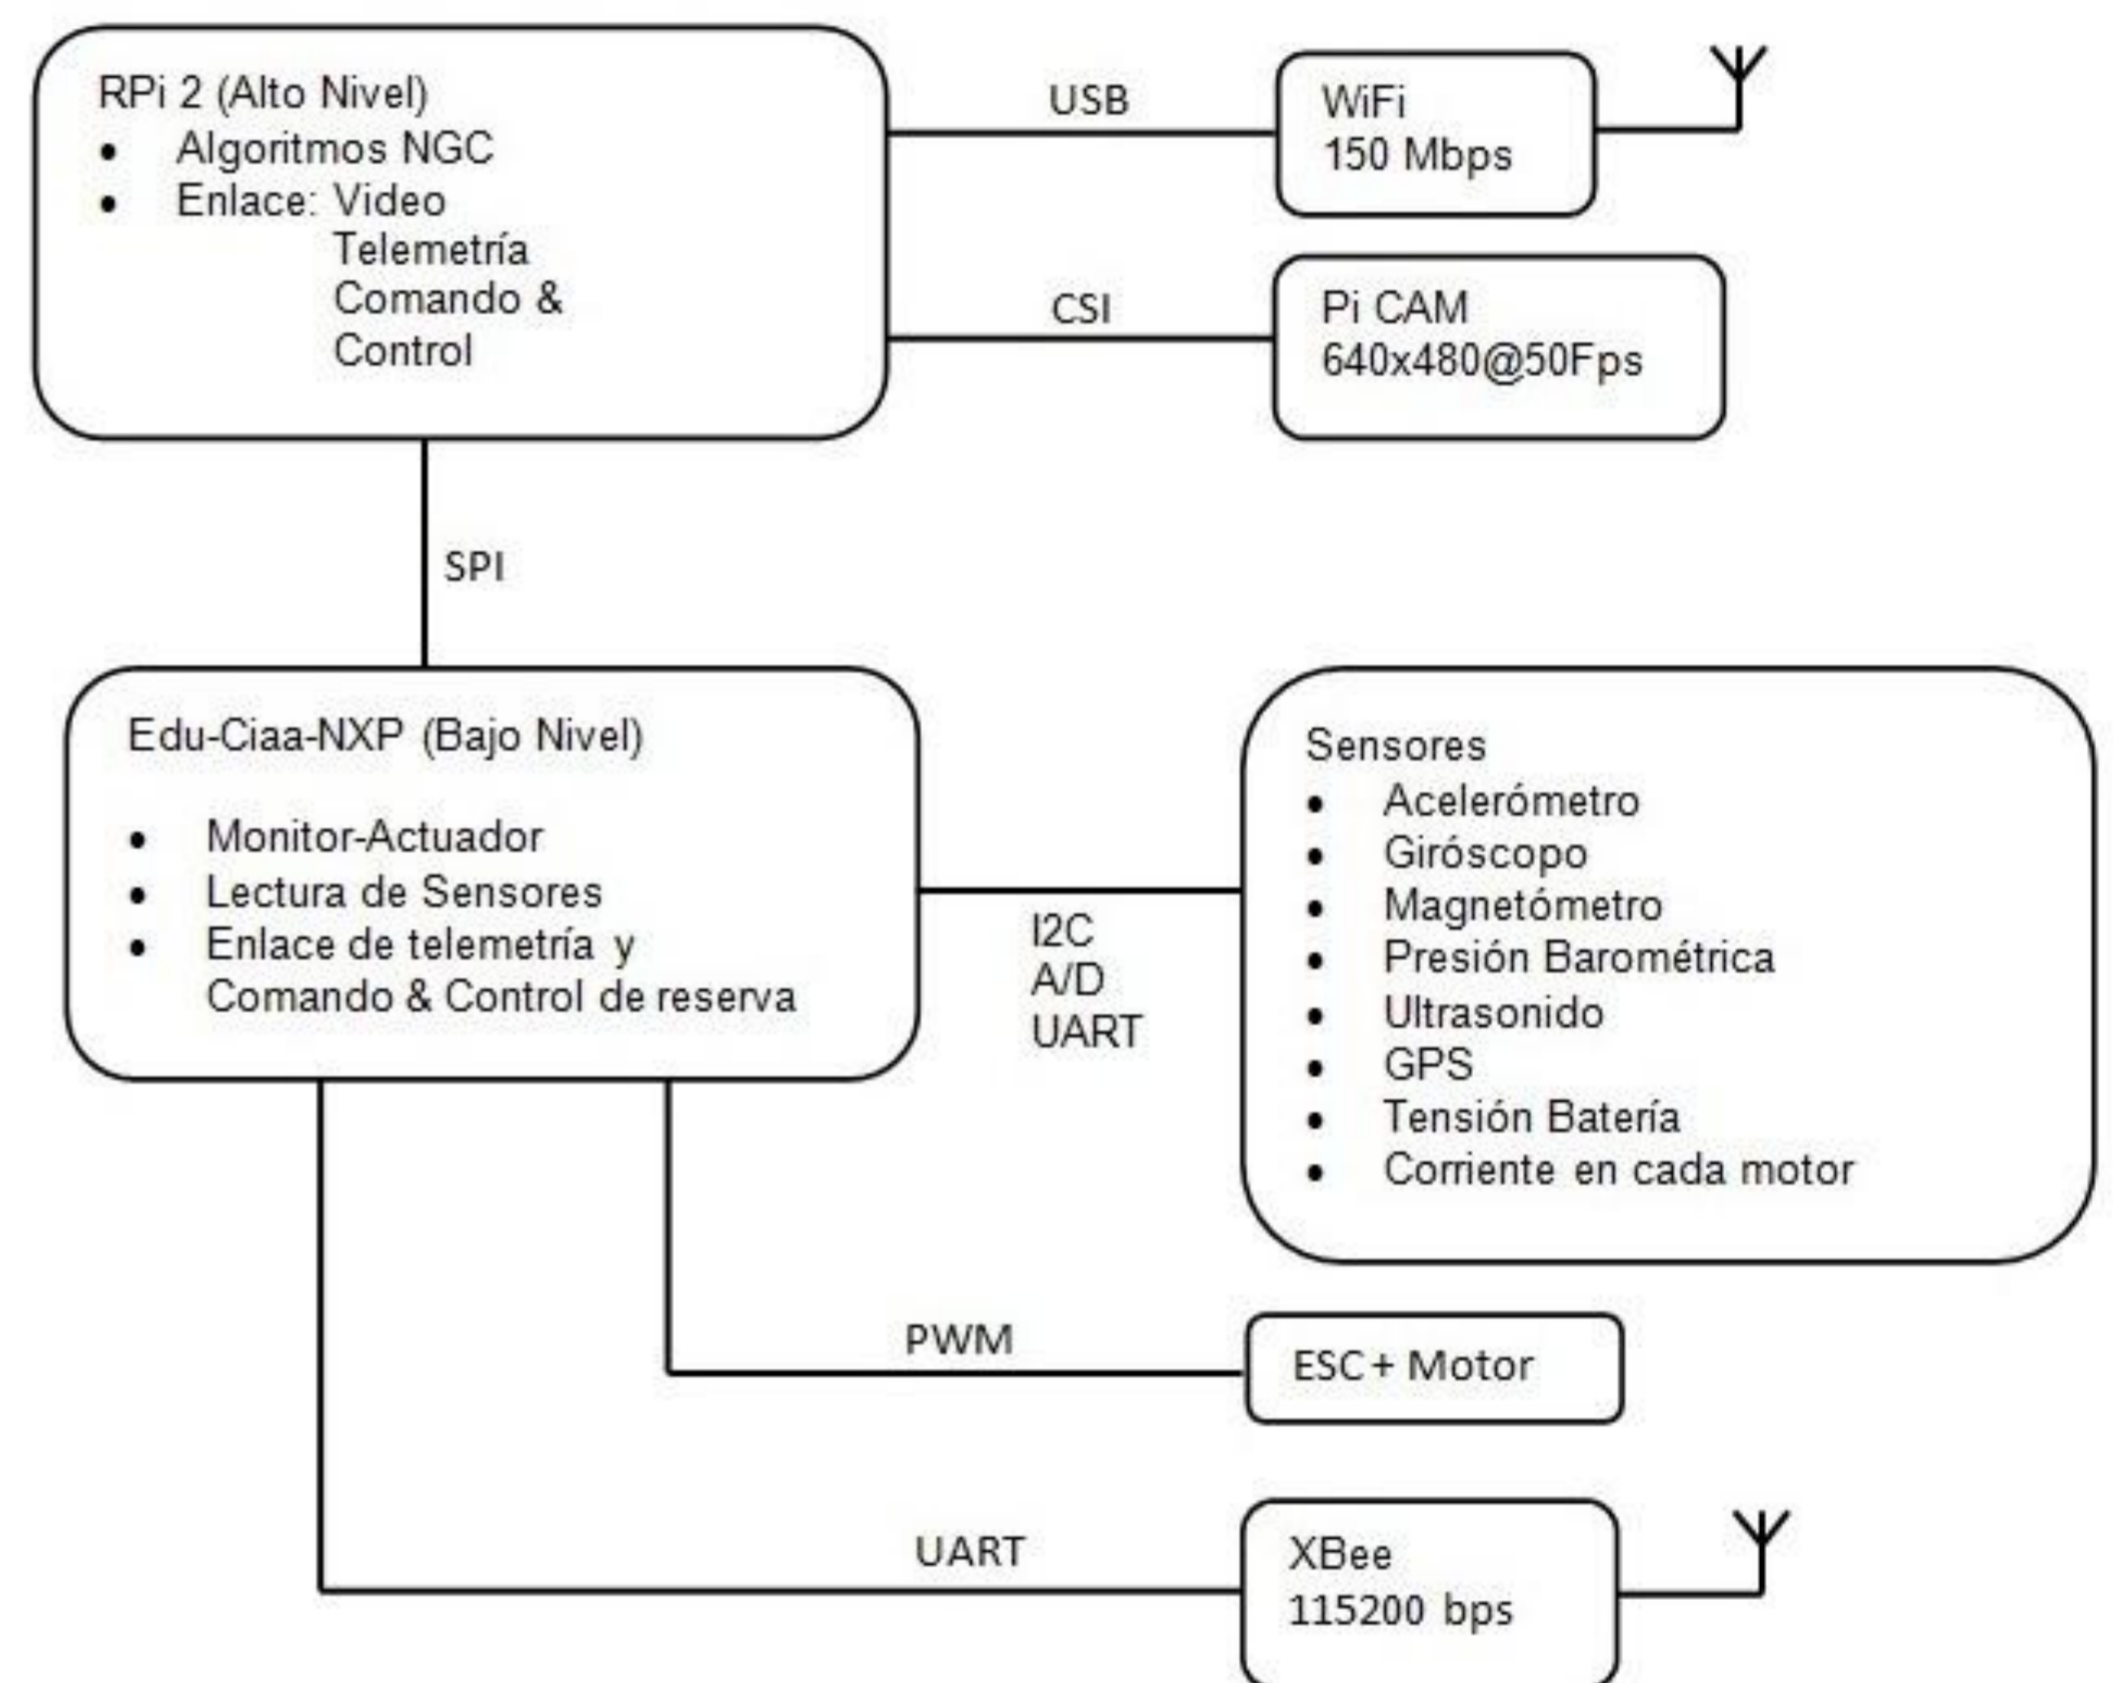 RPi 2 (Alto Nivel)
• Algoritmos NGC
• Enlace: Video
Telemetría
Comando &
Control
USB
WiFi
150 Mbps
CSI
Pi CAM
640x480@50Fps
SPI
Edu-Ciaa-NXP (Bajo Nivel)
• Monitor-Actuador
• Lectura de Sensores
• Enlace de telemetría y
Comando & Control de reserva
I2C
A/D
UART
Sensores
• Acelerómetro
• Giróscopo
• Magnetómetro
• Presión Barométrica
• Ultrasonido
• GPS
• Tensión Batería
• Corriente en cada motor
PWM
ESC + Motor
UART
XBee
115200 bps